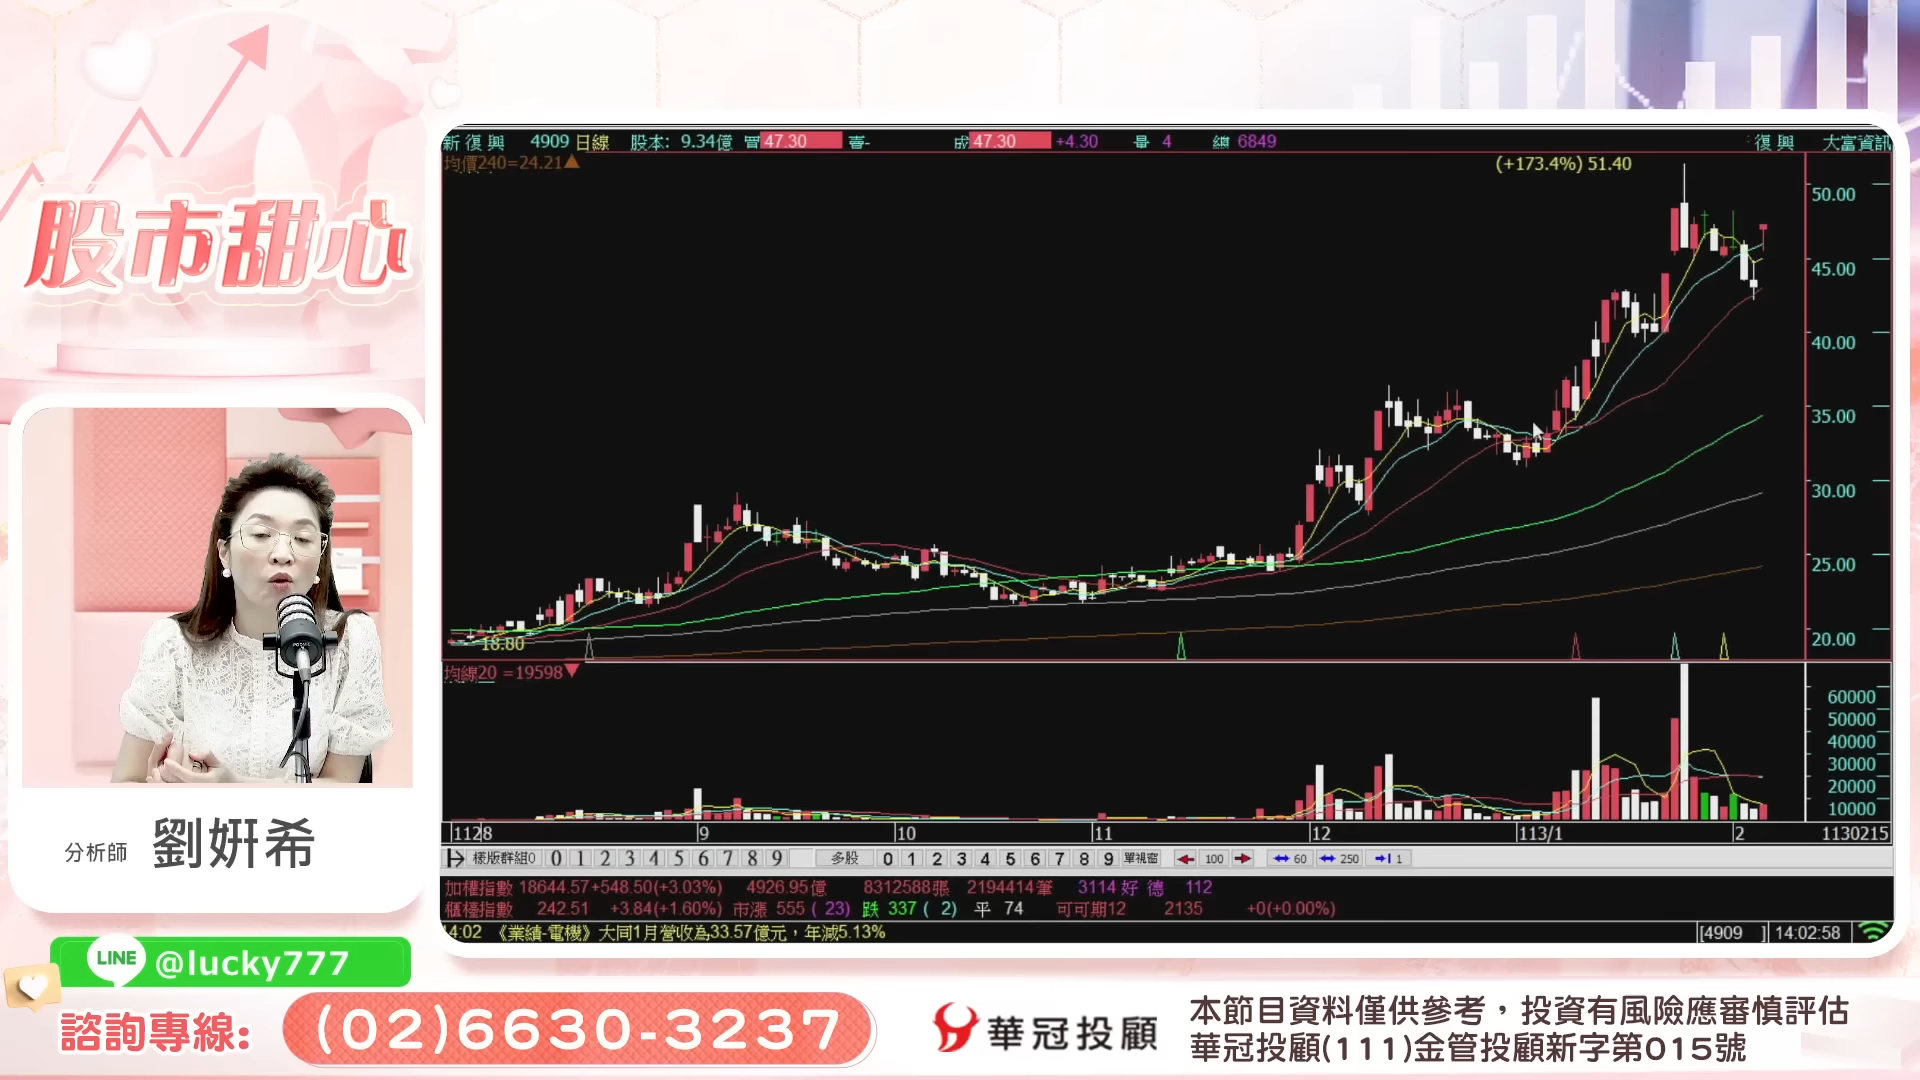 股市甜心
新復興 4909 日線 股本: 9.34億 買 47.30 賣- 成 47.30 +4.30 量 4 總 6849 復興 大富資訊
均價240=24.21▲
(+173.4%) 51.40
50.00
45.00
40.00
35.00
30.00
25.00
20.00
18.80
均線20 =19598▼
60000
50000
40000
30000
20000
10000
1128 9 10 11 12 113/1 2 1130215
樣版群組0 0 1 2 3 4 5 6 7 8 9 多股 0 1 2 3 4 5 6 7 8 9 單視窗 100 60 250 1
加權指數 18644.57+548.50(+3.03%) 4926.95億 8312588張 2194414筆 3114 好 德 112
櫃檯指數 242.51 +3.84(+1.60%) 市漲 555 ( 23) 跌 337 ( 2) 平 74 可可期12 2135 +0(+0.00%)
14:02 《業績-電機》大同1月營收為33.57億元,年減5.13%
[4909 ] 14:02:58
分析師 劉妍希
LINE @lucky777
諮詢專線: (02)6630-3237
華冠投顧
本節目資料僅供參考,投資有風險應審慎評估
華冠投顧(111)金管投顧新字第015號